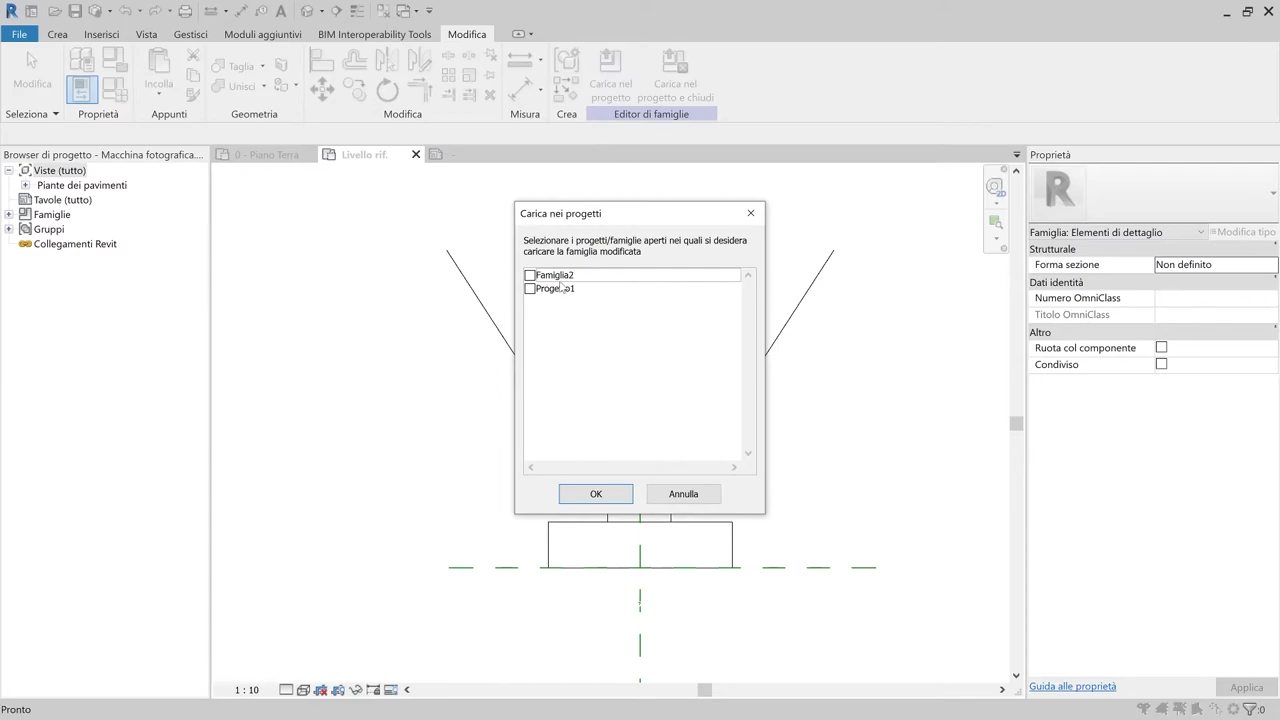 File
Crea
Inserisci
Vista
Gestisci
Moduli aggiuntivi
BIM Interoperability Tools
Modifica
Modifica
Taglia
Unisci
Incolla
Carica nel
progetto
Carica nel
progetto e chiudi
Seleziona
Proprietà
Appunti
Geometria
Modifica
Misura
Crea
Editor di famiglie
Browser di progetto - Macchina fotografica....
Viste (tutto)
Piante dei pavimenti
Tavole (tutto)
Famiglie
Gruppi
Collegamenti Revit
0 - Piano Terra
Livello rif.
-
Carica nei progetti
Selezionare i progetti/famiglie aperti nei quali si desidera
caricare la famiglia modificata
Famiglia2
Progetto1
OK
Annulla
2D
Proprietà
Famiglia: Elementi di dettaglio
Modifica tipo
Strutturale
Forma sezione
Non definito
Dati identità
Numero OmniClass
Titolo OmniClass
Altro
Ruota col componente
Condiviso
Guida alle proprietà
Applica
1 : 10
Pronto
:0